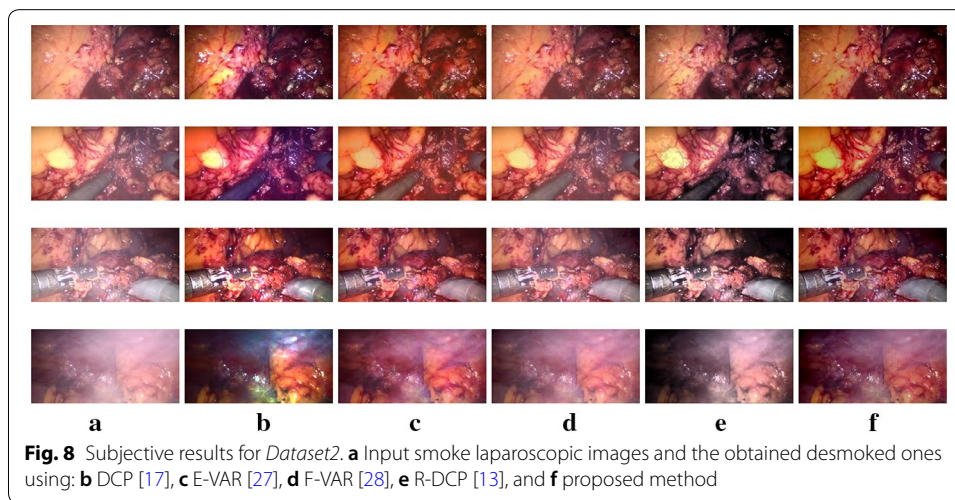 a b c d e f
Fig. 8 Subjective results for Dataset2. a Input smoke laparoscopic images and the obtained desmoked ones
using: b DCP [17], c E-VAR [27], d F-VAR [28], e R-DCP [13], and f proposed method